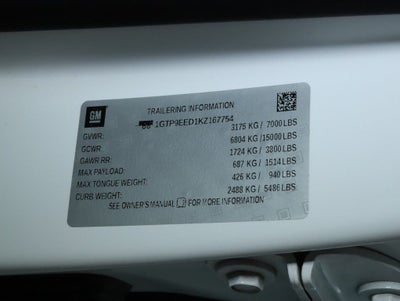 GM
TRAILERING INFORMATION
1GTP9EED1KZ167754
GVWR: 3175 KG / 7000 LBS
GCWR: 6804 KG / 15000 LBS
GAWR RR: 1724 KG / 3800 LBS
MAX PAYLOAD: 687 KG / 1514 LBS
MAX TONGUE WEIGHT: 426 KG / 940 LBS
CURB WEIGHT: 2488 KG / 5486 LBS
SEE OWNER'S MANUAL FOR MORE INFORMATION